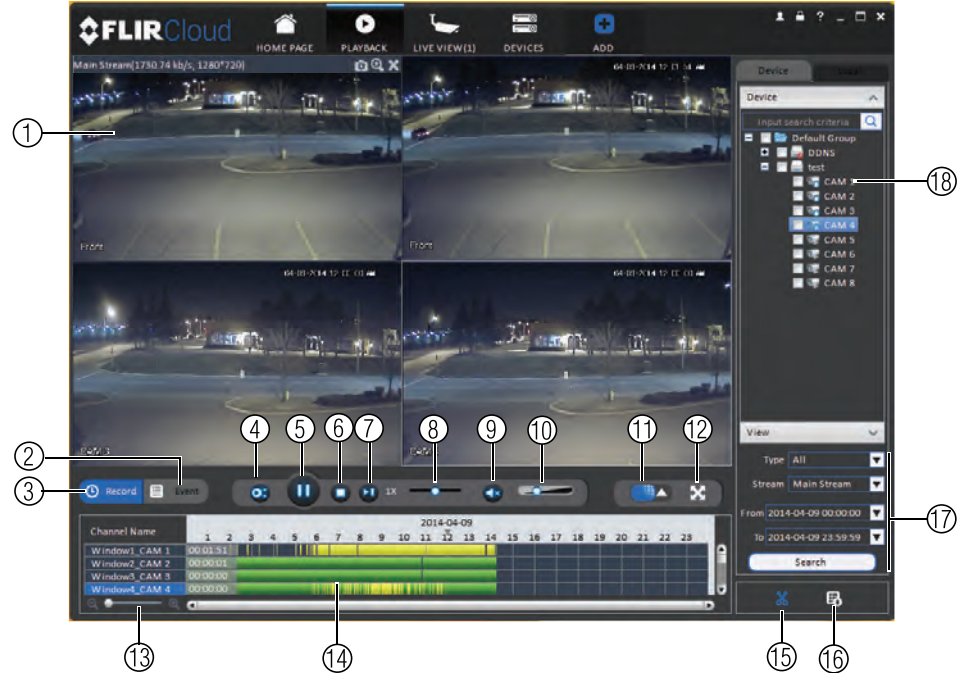 FLIR Cloud
HOME PAGE
PLAYBACK
LIVE VIEW(1)
DEVICES
ADD
?
Main Stream(1730.74 kb/s, 1280*720)
Front
Front
Device
Device
Input search criteria
Default Group
DDNS
test
CAM 1
CAM 2
CAM 3
CAM 4
CAM 5
CAM 6
CAM 7
CAM 8
View
Type All
Stream Main Stream
From 2014-04-09 00:00:00
To 2014-04-09 23:59:59
Search
Record
Event
1X
2014-04-09
Channel Name
1 2 3 4 5 6 7 8 9 10 11 12 13 14 15 16 17 18 19 20 21 22 23
Window1_CAM 1 00:01:51
Window2_CAM 2 00:00:01
Window3_CAM 3 00:00:00
Window4_CAM 4 00:00:00
1
2
3
4
5
6
7
8
9
10
11
12
13
14
15
16
17
18